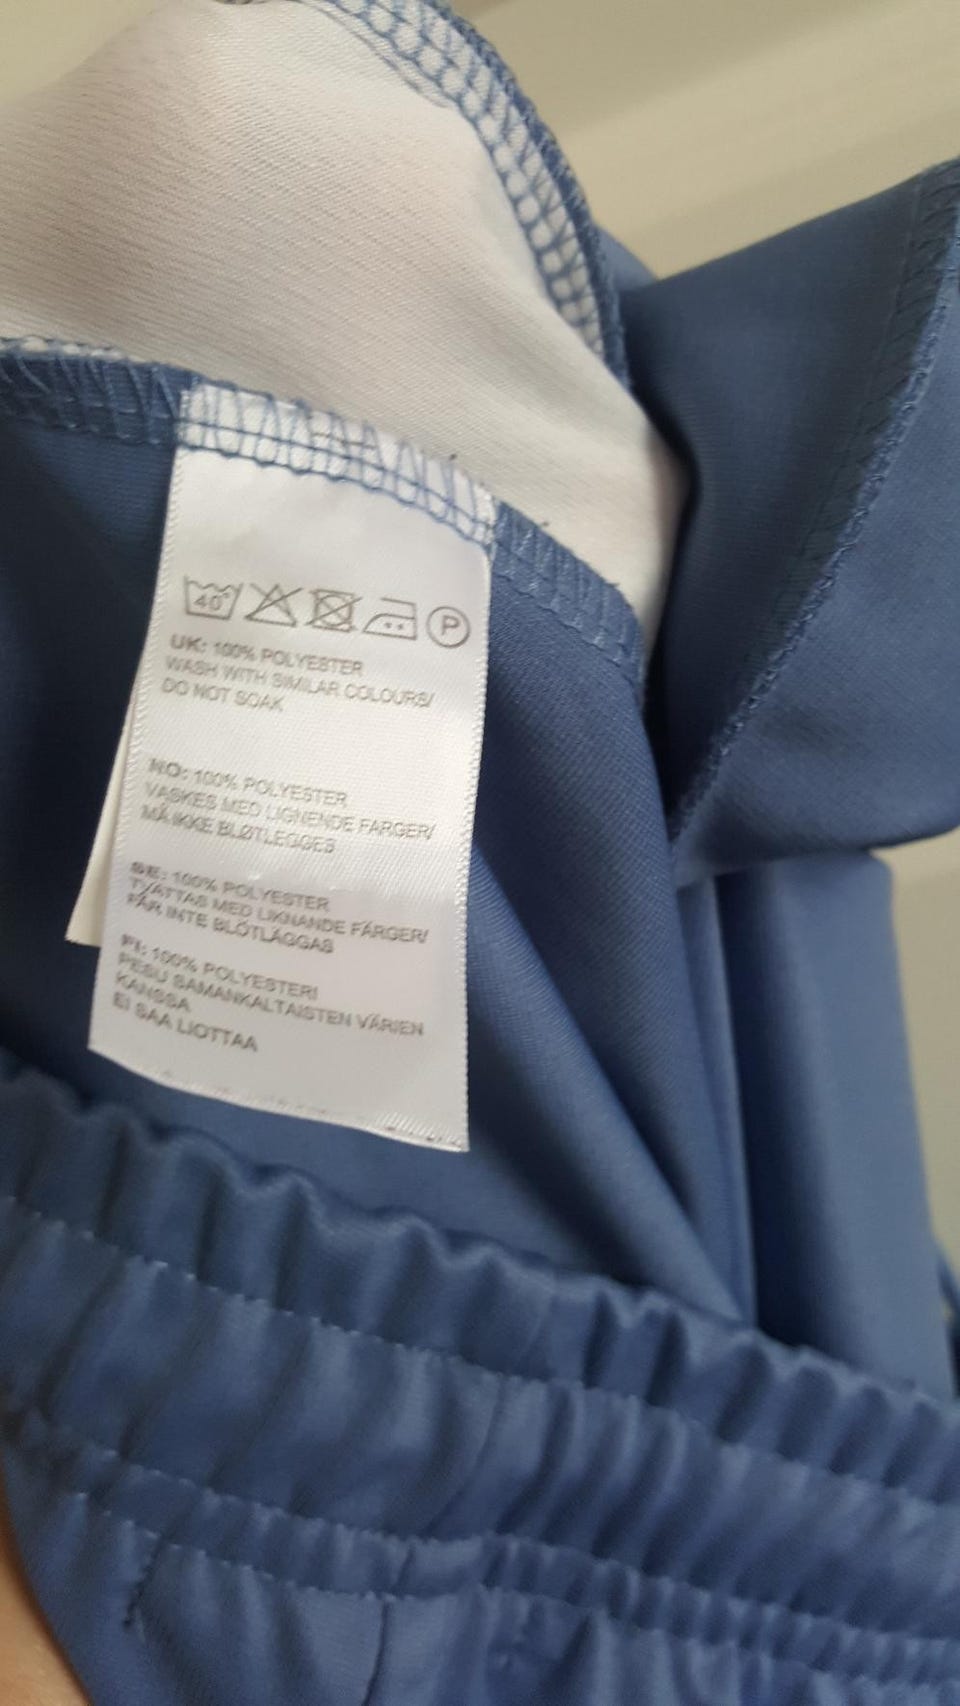 40°
P
UK: 100% POLYESTER
WASH WITH SIMILAR COLOURS/
DO NOT SOAK
NO: 100% POLYESTER
VASKES MED LIGNENDE FARGER/
MÅ IKKE BLØTLEGGES
SE: 100% POLYESTER
TVÄTTAS MED LIKNANDE FÄRGER/
FÅR INTE BLÖTLÄGGAS
FI: 100% POLYESTERI
PESU SAMANKALTAISTEN VÄRIEN
KANSSA
EI SAA LIOTTAA